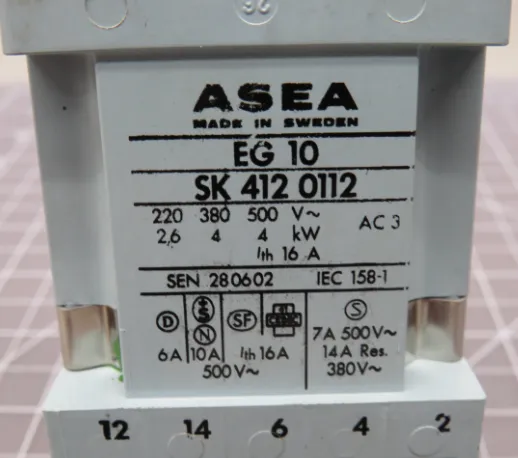 26
ASEA
MADE IN SWEDEN
EG 10
SK 412 0112
220 380 500 V~ AC 3
2,6 4 4 kW
Ith 16 A
SEN 280602 IEC 158-1
D + S N SF S
6A 10A Ith 16A 7A 500V~
500V~ 14A Res.
380V~
12 14 6 4 2